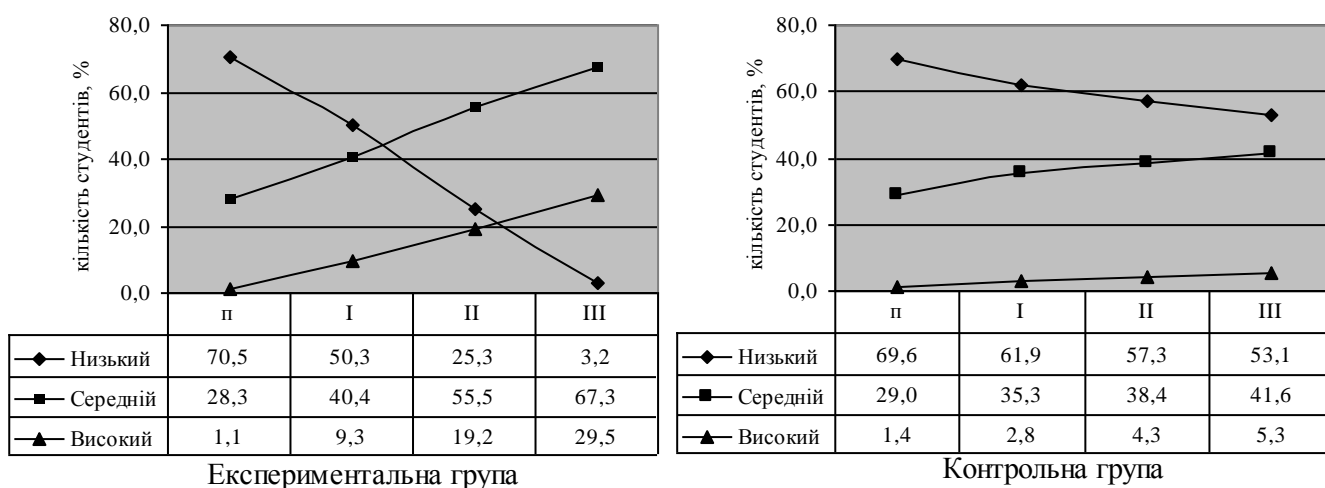 кількість студентів, %
80,0
60,0
40,0
20,0
0,0
п I II III
Низький 70,5 50,3 25,3 3,2
Середній 28,3 40,4 55,5 67,3
Високий 1,1 9,3 19,2 29,5
Експериментальна група
кількість студентів, %
80,0
60,0
40,0
20,0
0,0
п I II III
Низький 69,6 61,9 57,3 53,1
Середній 29,0 35,3 38,4 41,6
Високий 1,4 2,8 4,3 5,3
Контрольна група